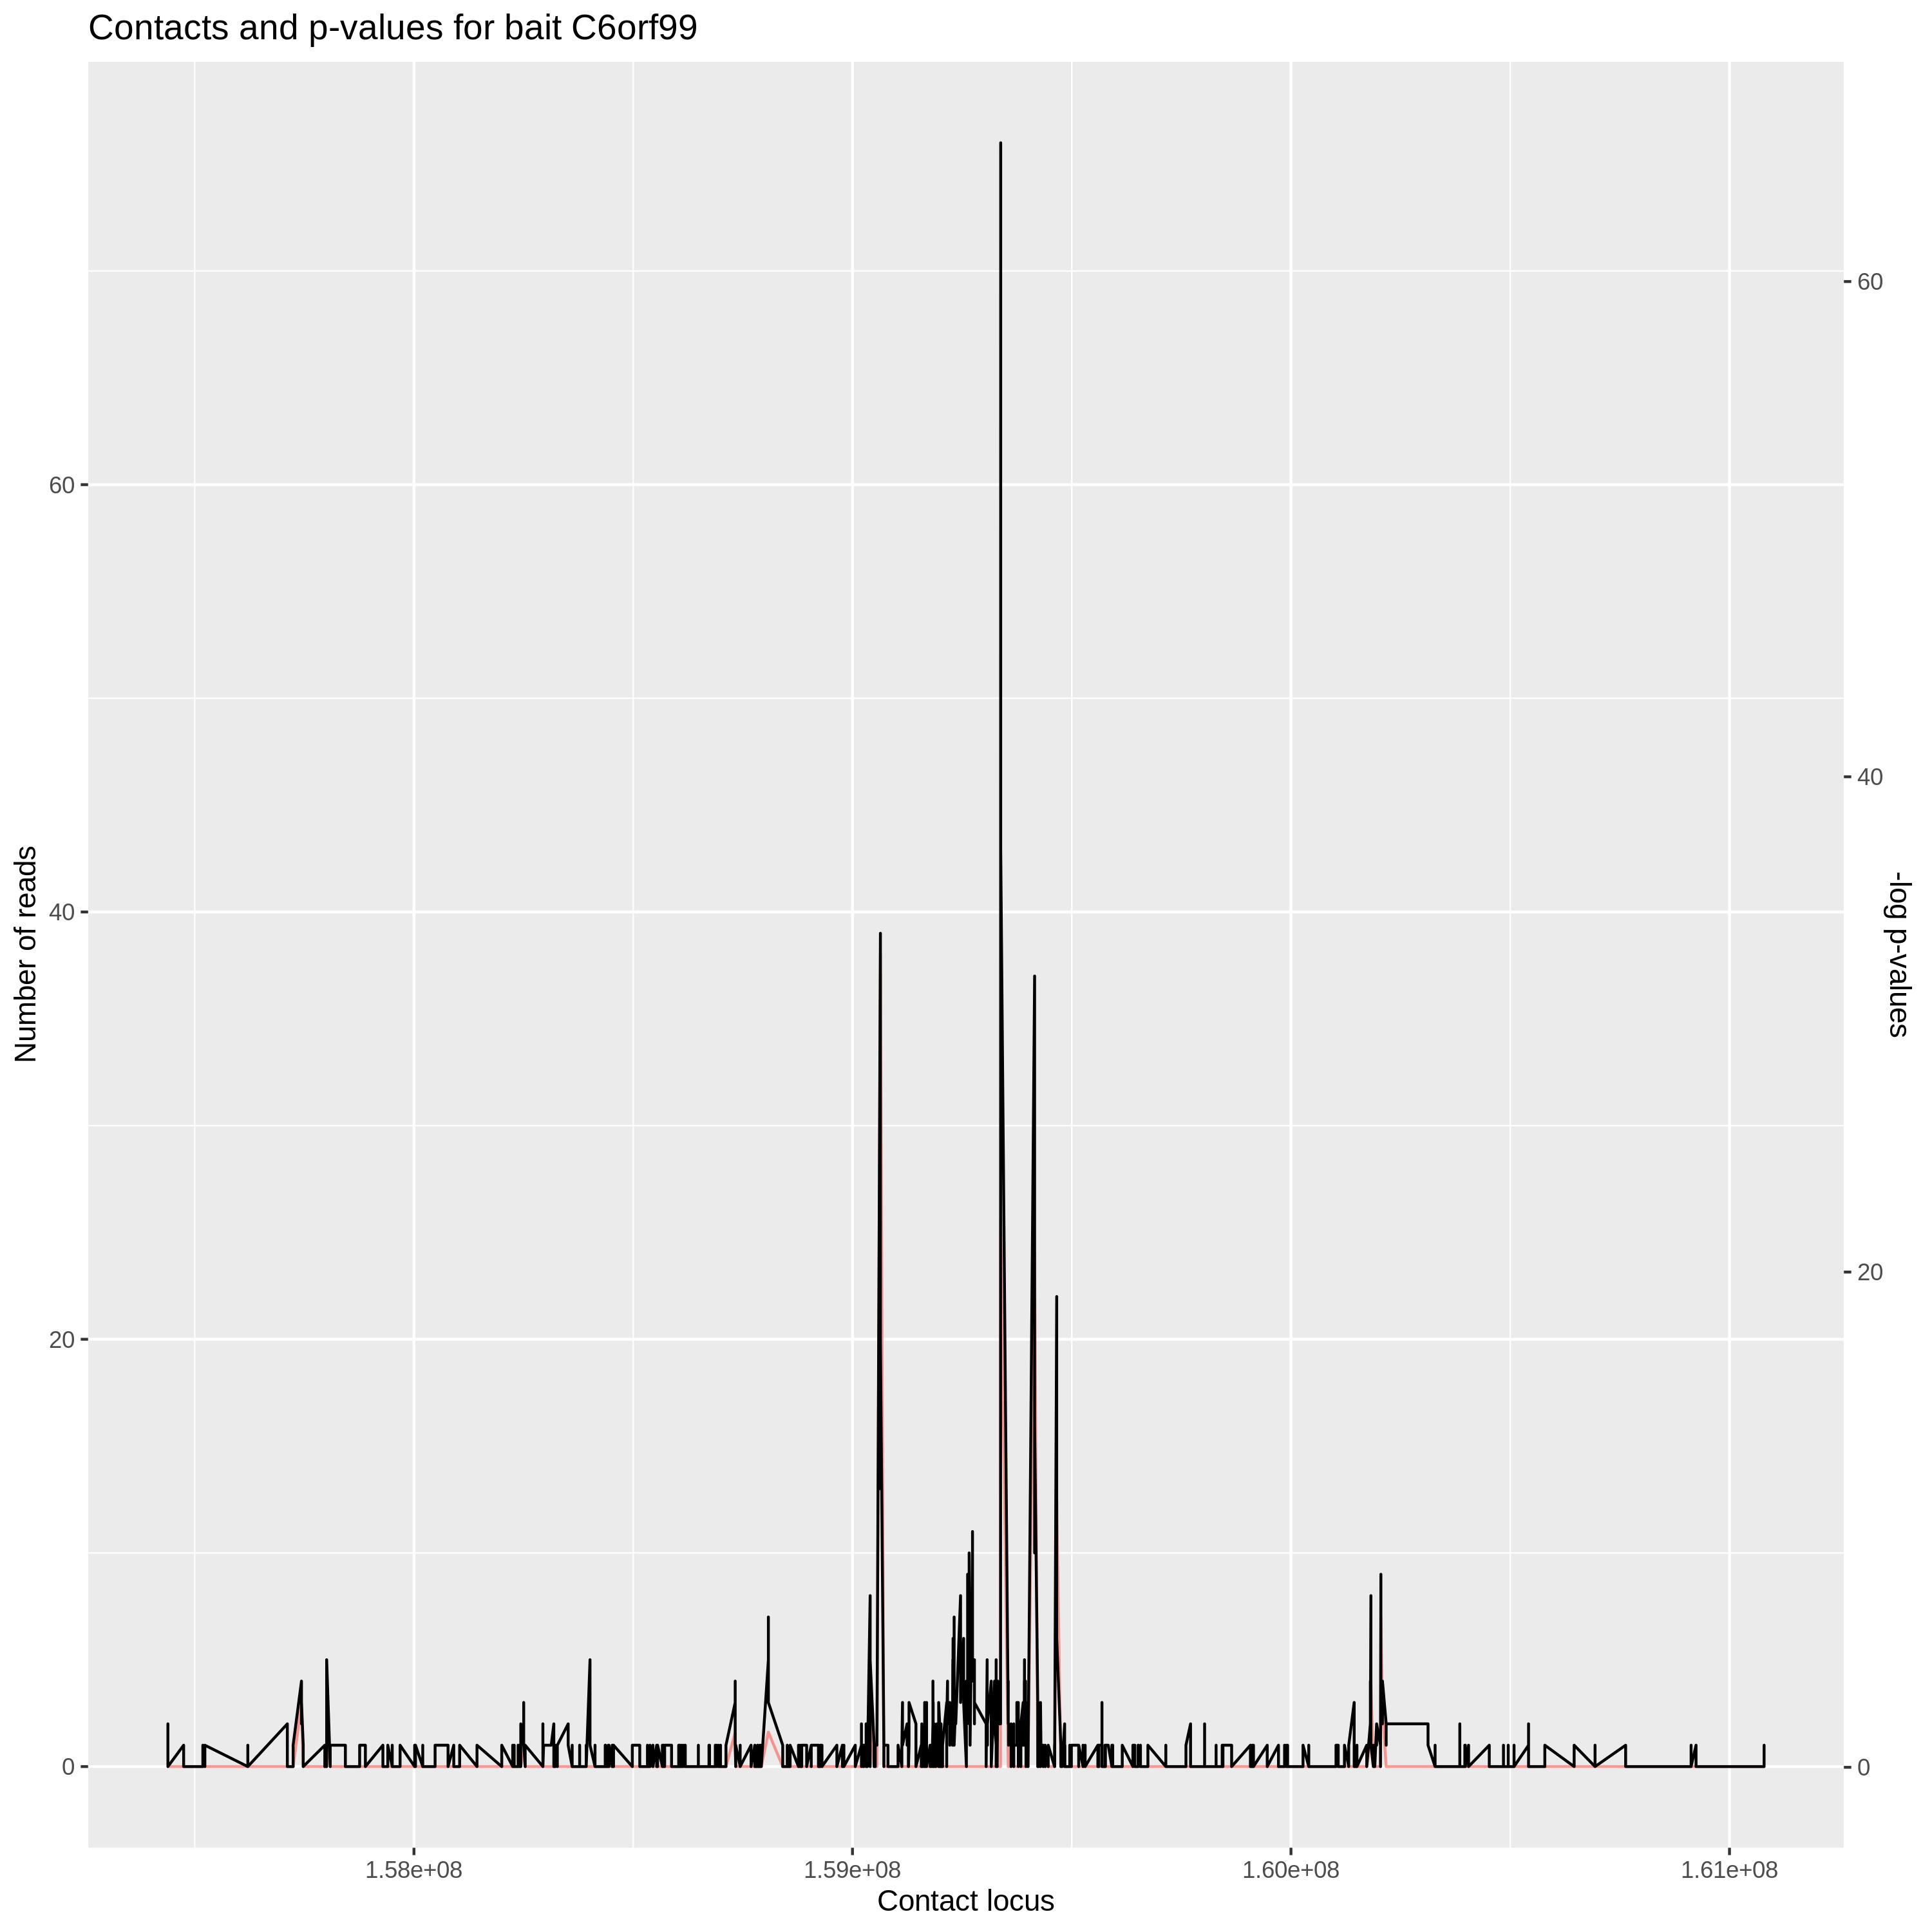 Contacts and p-values for bait C6orf99
Number of reads
60
40
20
0
60
40
20
0
-log p-values
1.58e+08
1.59e+08
1.60e+08
1.61e+08
Contact locus